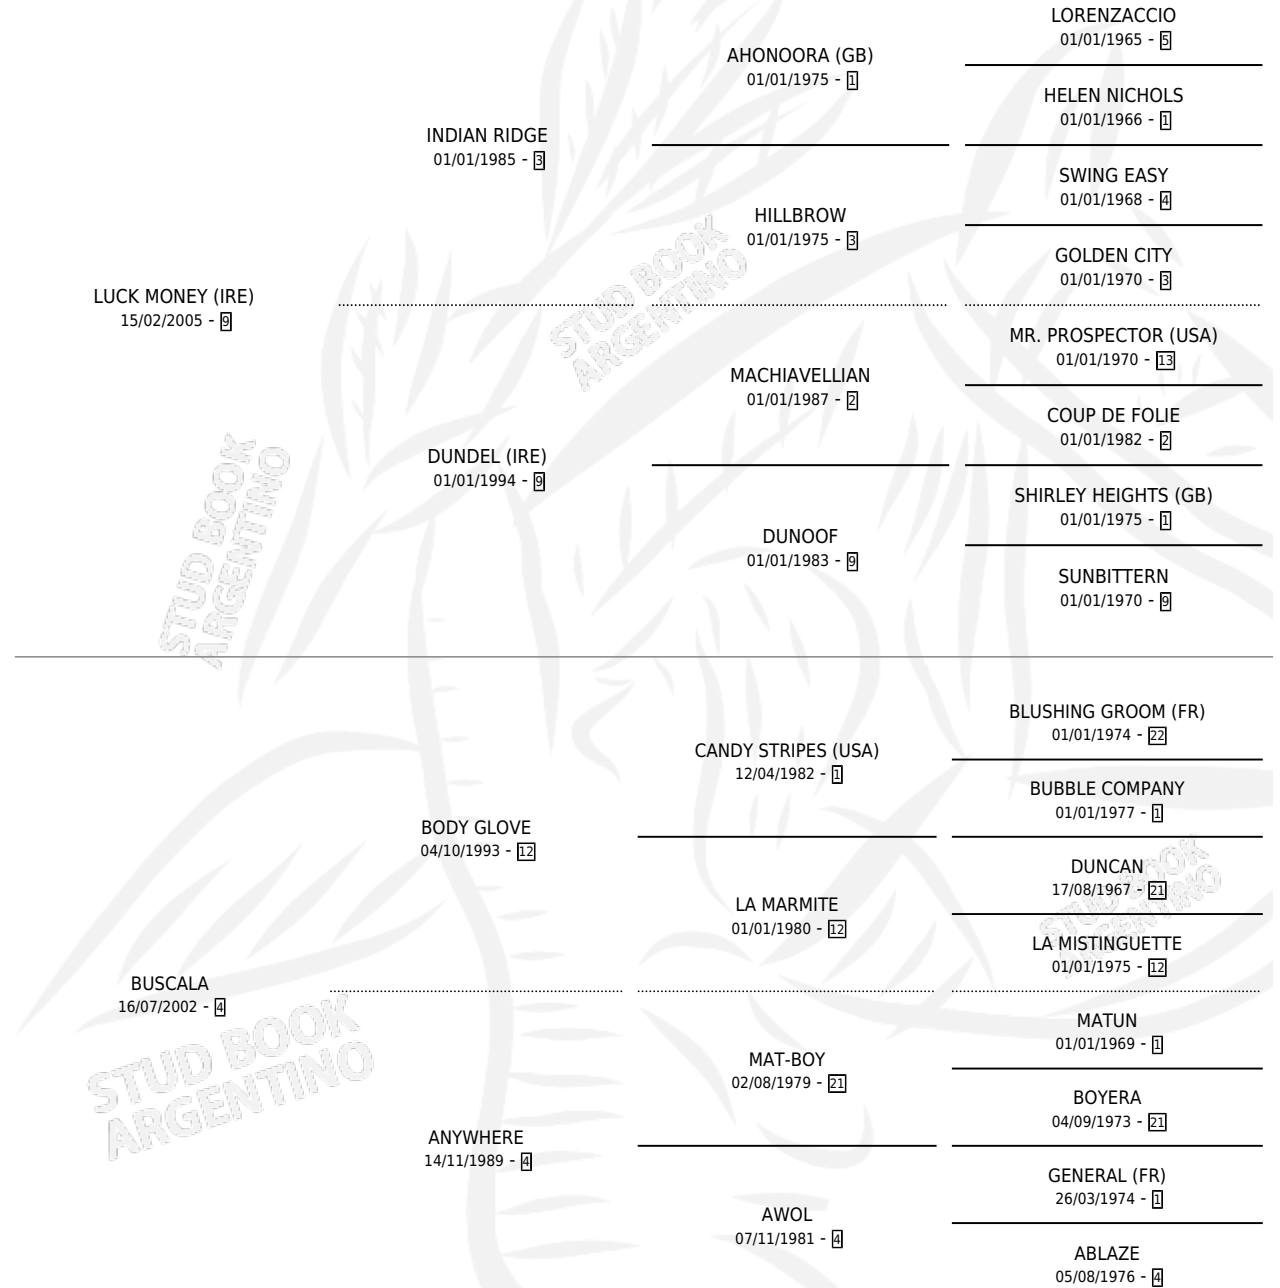 LORENZACCIO
01/01/1965 - 5
AHONOORA (GB)
01/01/1975 - 1
HELEN NICHOLS
01/01/1966 - 1
INDIAN RIDGE
01/01/1985 - 3
SWING EASY
01/01/1968 - 4
HILLBROW
01/01/1975 - 3
GOLDEN CITY
01/01/1970 - 3
LUCK MONEY (IRE)
15/02/2005 - 9
MR. PROSPECTOR (USA)
01/01/1970 - 13
MACHIAVELLIAN
01/01/1987 - 2
COUP DE FOLIE
01/01/1982 - 2
DUNDEL (IRE)
01/01/1994 - 9
SHIRLEY HEIGHTS (GB)
01/01/1975 - 1
DUNOOF
01/01/1983 - 9
SUNBITTERN
01/01/1970 - 9
BLUSHING GROOM (FR)
01/01/1974 - 22
CANDY STRIPES (USA)
12/04/1982 - 1
BUBBLE COMPANY
01/01/1977 - 1
BODY GLOVE
04/10/1993 - 12
DUNCAN
17/08/1967 - 21
LA MARMITE
01/01/1980 - 12
LA MISTINGUETTE
01/01/1975 - 12
BUSCALA
16/07/2002 - 4
MATUN
01/01/1969 - 1
MAT-BOY
02/08/1979 - 21
BOYERA
04/09/1973 - 21
ANYWHERE
14/11/1989 - 4
GENERAL (FR)
26/03/1974 - 1
AWOL
07/11/1981 - 4
ABLAZE
05/08/1976 - 4
STUD BOOK
ARGENTINO
STUD BOOK
ARGENTINO
STUD BOOK
ARGENTINO
STUD BOOK
ARGENTINO